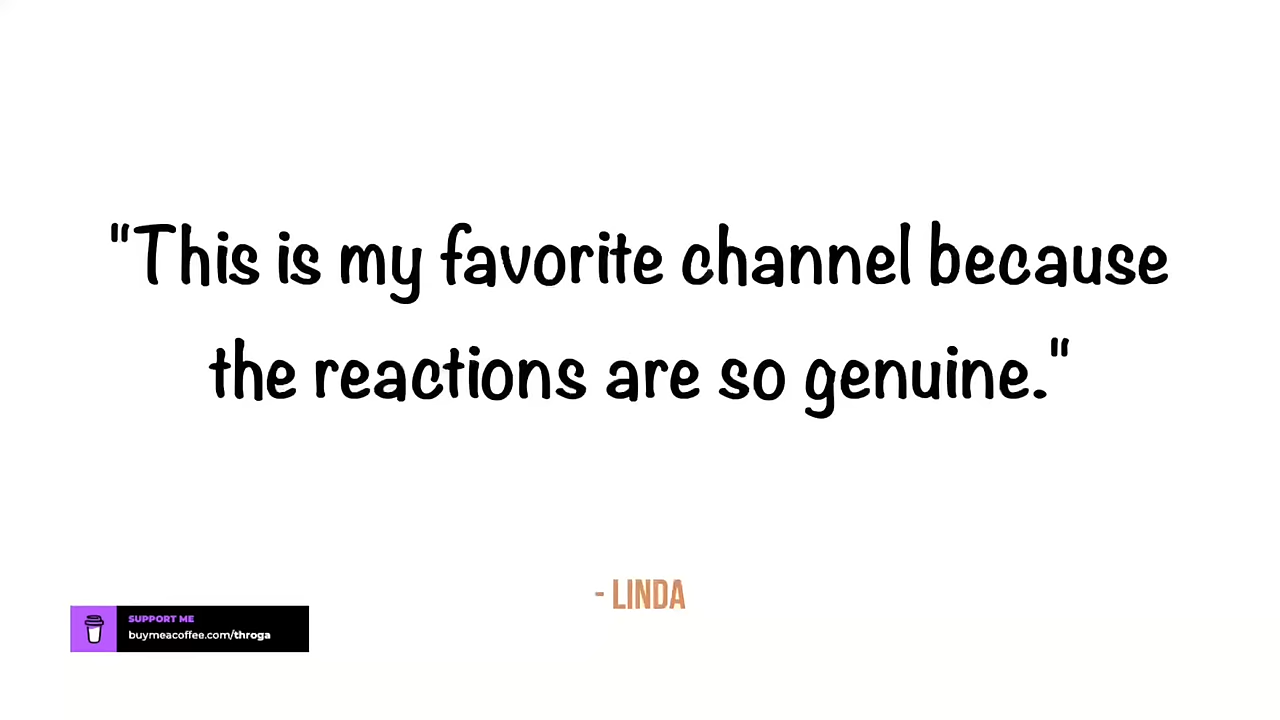 "This is my favorite channel because
the reactions are so genuine."
- LINDA
SUPPORT ME
buymeacoffee.com/throga